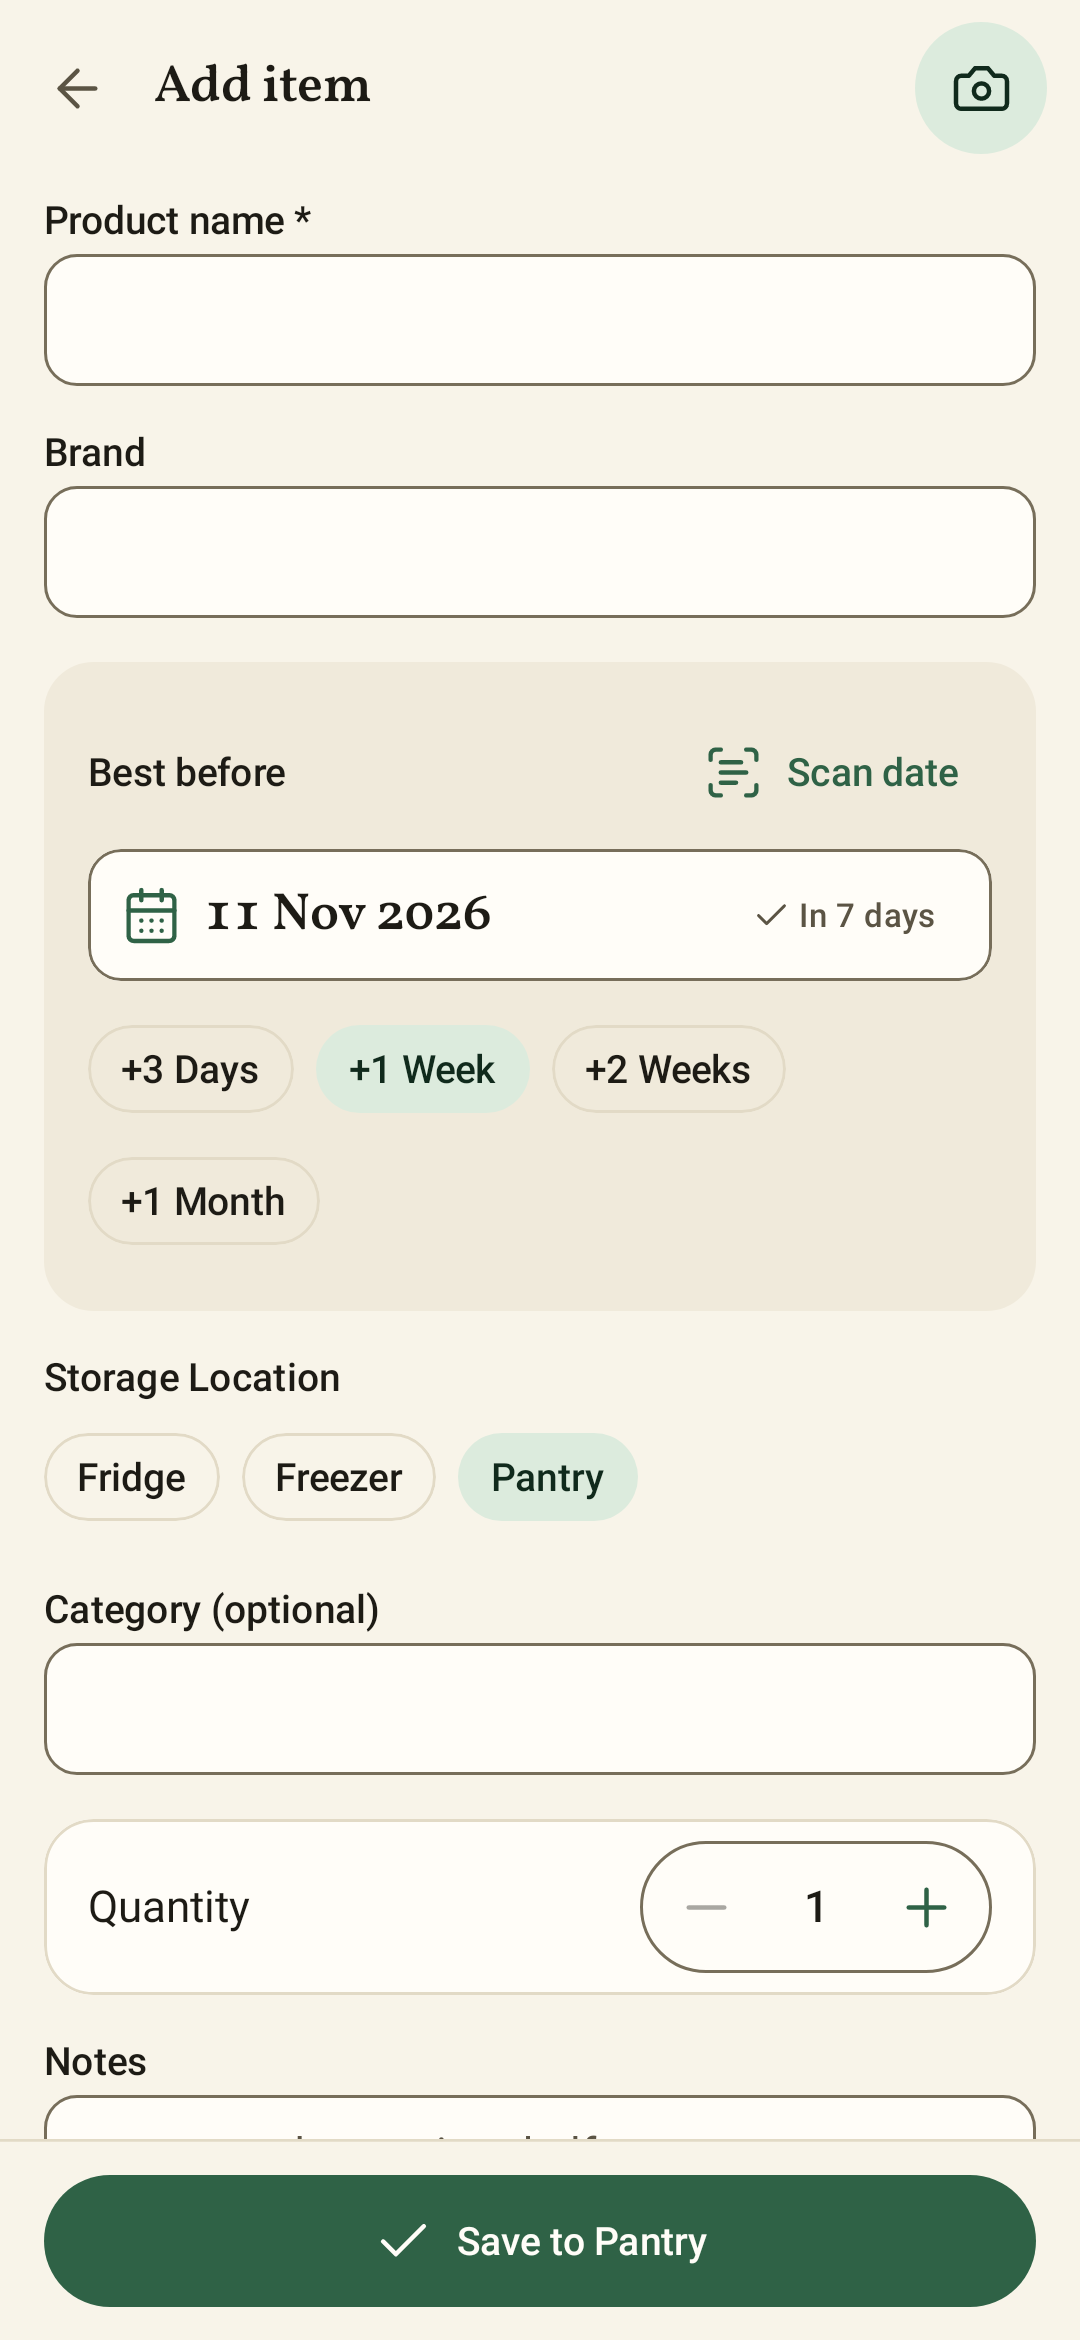 Add item
Product name *
Brand
Best before
Scan date
11 Nov 2026
In 7 days
+3 Days
+1 Week
+2 Weeks
+1 Month
Storage Location
Fridge
Freezer
Pantry
Category (optional)
Quantity
1
Notes
Save to Pantry